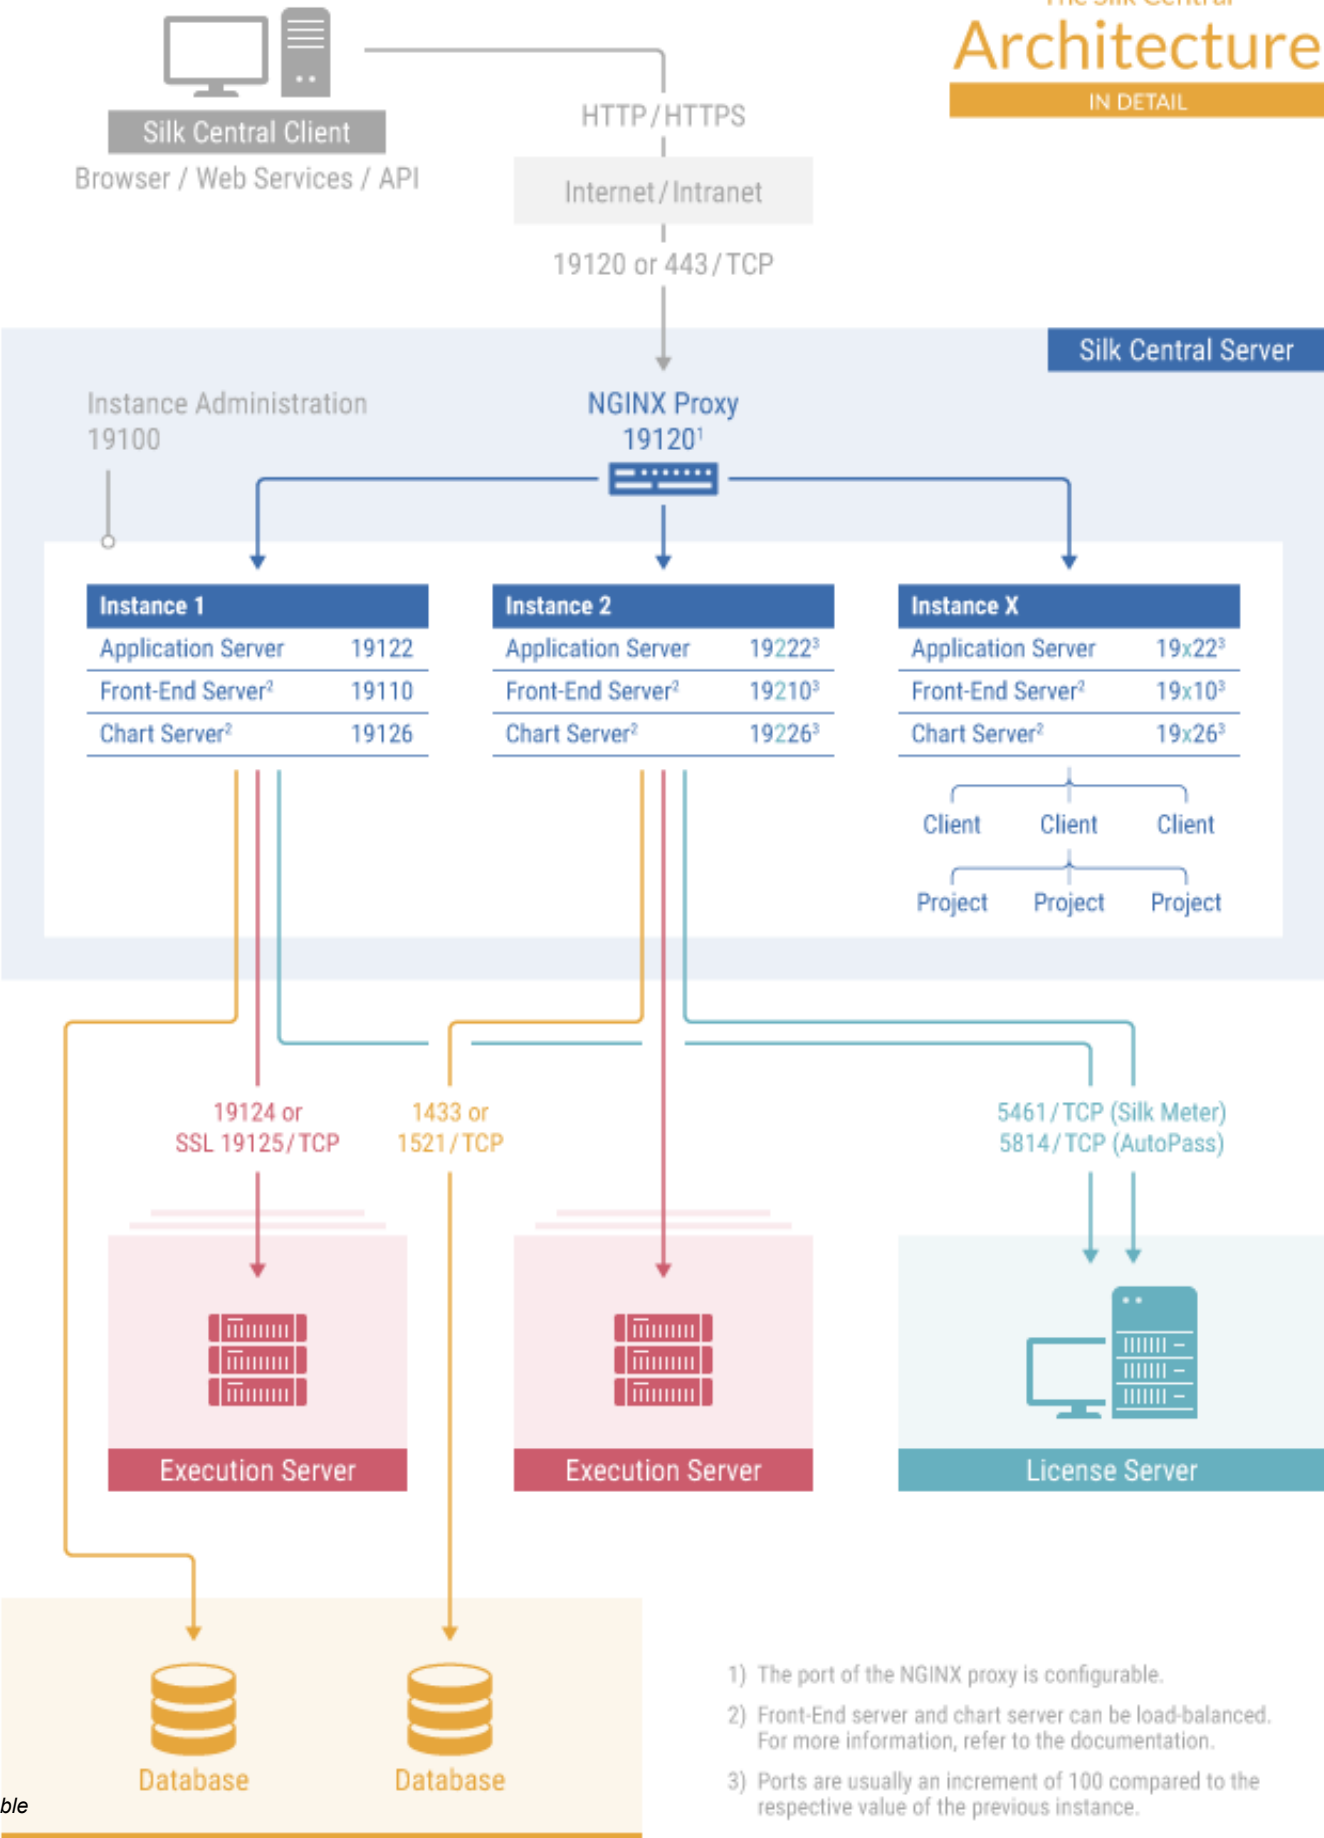 The Silk Central
Architecture
IN DETAIL
Silk Central Client
Browser / Web Services / API
HTTP/HTTPS
Internet/Intranet
19120 or 443/TCP
Silk Central Server
Instance Administration
19100
NGINX Proxy
19120¹
Instance 1
Application Server 19122
Front-End Server² 19110
Chart Server² 19126
Instance 2
Application Server 19222³
Front-End Server² 19210³
Chart Server² 19226³
Instance X
Application Server 19x22³
Front-End Server² 19x10³
Chart Server² 19x26³
Client Client Client
Project Project Project
19124 or
SSL 19125/TCP
1433 or
1521/TCP
5461/TCP (Silk Meter)
5814/TCP (AutoPass)
Execution Server
Execution Server
License Server
Database
Database
ble
1) The port of the NGINX proxy is configurable.
2) Front-End server and chart server can be load-balanced.
For more information, refer to the documentation.
3) Ports are usually an increment of 100 compared to the
respective value of the previous instance.